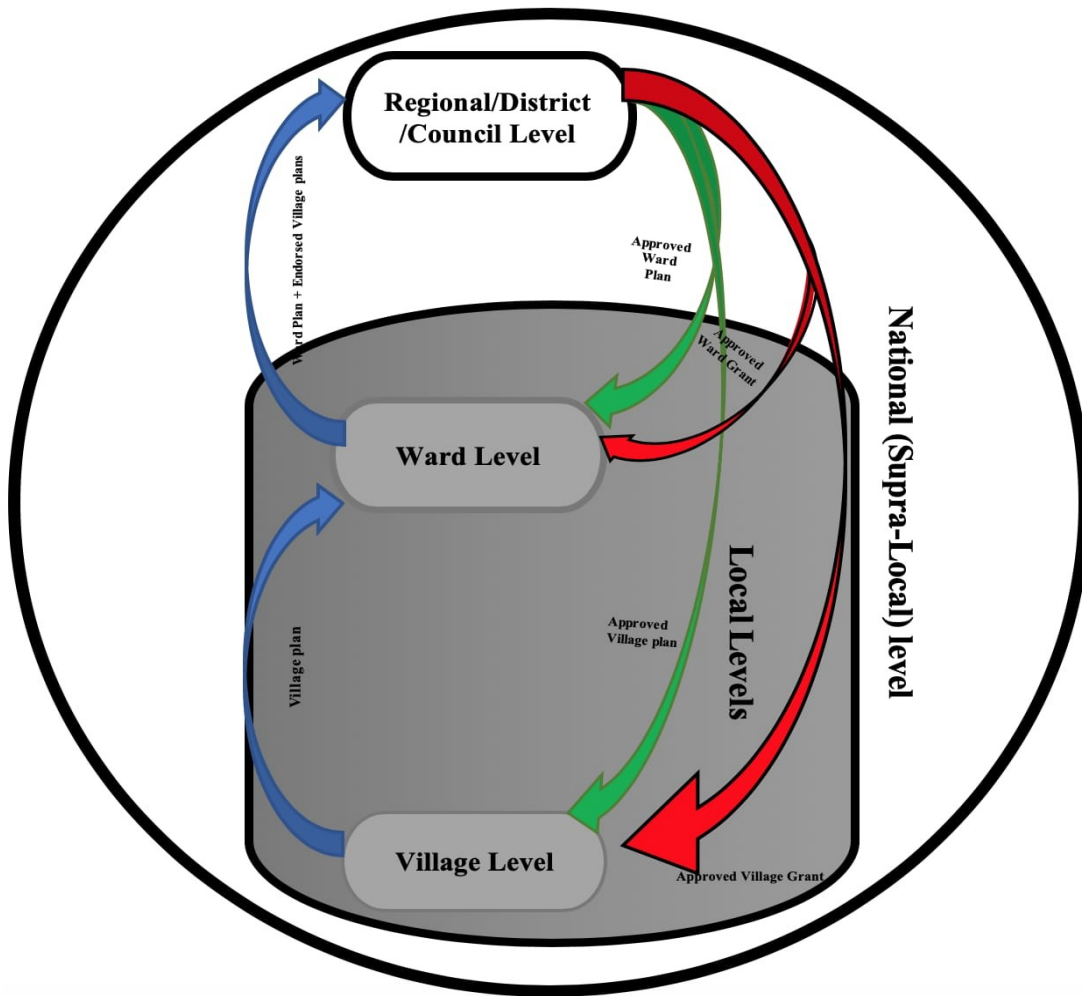 Regional/District
/Council Level
Ward Plan + Endorsed Village plans
Approved
Ward
Plan
Approved
Ward Grant
National (Supra-Local) level
Ward Level
Local Levels
Village plan
Approved
Village plan
Village Level
Approved Village Grant